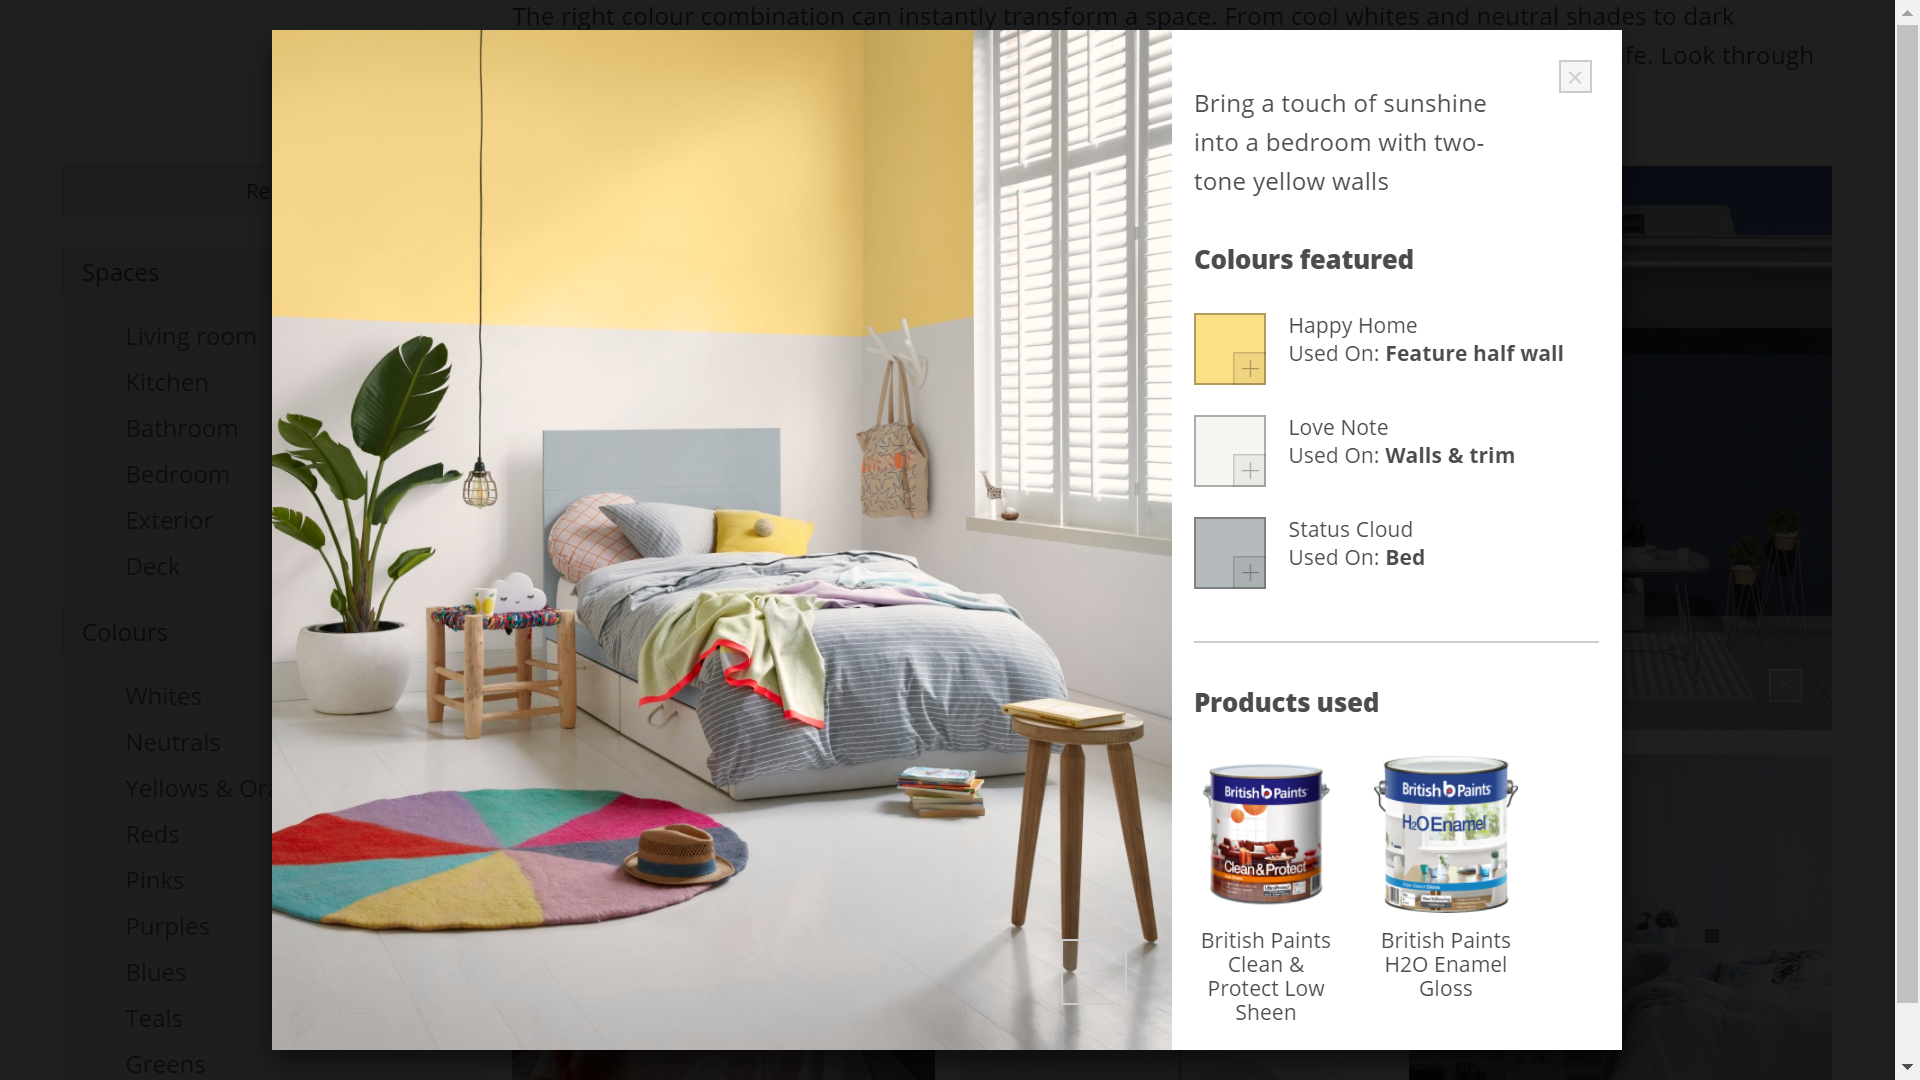 The right colour combination can instantly transform a space. From cool whites and neutral shades to dark
fe. Look through
Re
Spaces
Living room
Kitchen
Bathroom
Bedroom
Exterior
Deck
Colours
Whites
Neutrals
Yellows & Ora
Reds
Pinks
Purples
Blues
Teals
Greens
Bring a touch of sunshine
into a bedroom with two-
tone yellow walls
Colours featured
Happy Home
Used On: Feature half wall
Love Note
Used On: Walls & trim
Status Cloud
Used On: Bed
Products used
British Paints
Clean & Protect
British Paints
H2O Enamel
British Paints
Clean &
Protect Low
Sheen
British Paints
H2O Enamel
Gloss